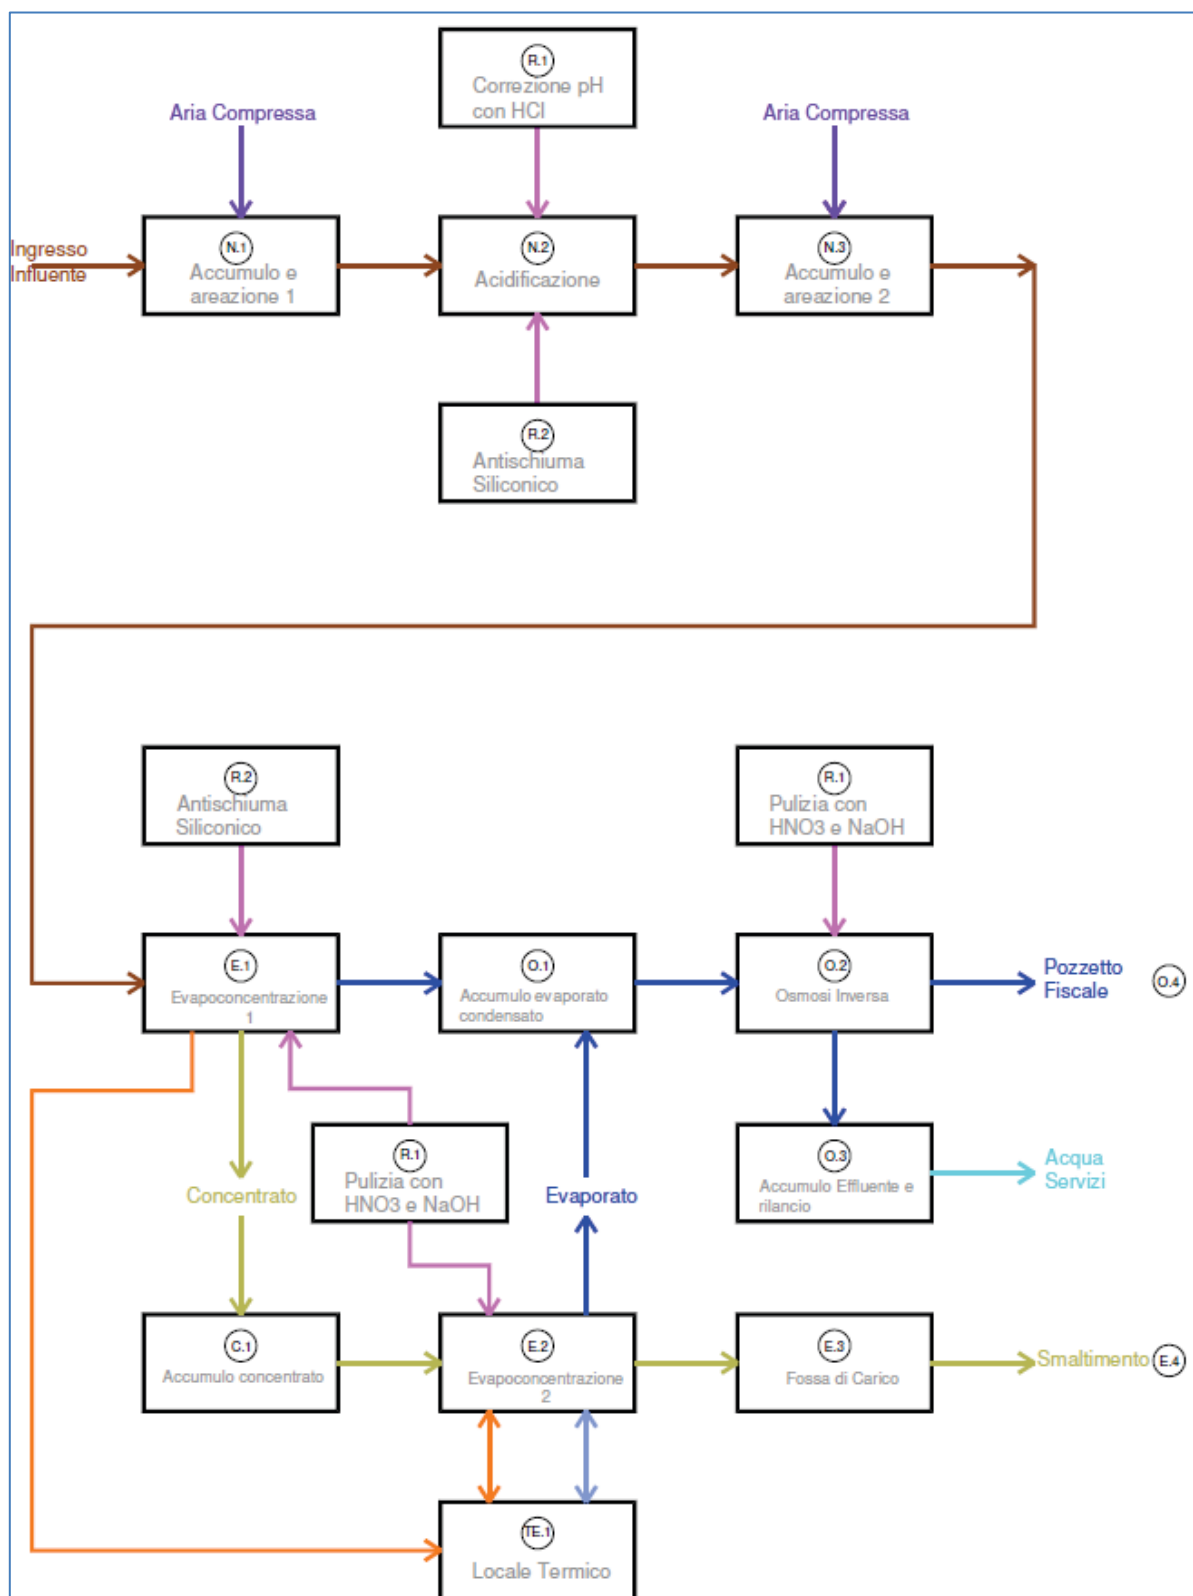 R.1
Correzione pH
con HCl
Aria Compressa
Aria Compressa
Ingresso
Influente
N.1
Accumulo e
areazione 1
N.2
Acidificazione
N.3
Accumulo e
areazione 2
R.2
Antischiuma
Siliconico
R.2
Antischiuma
Siliconico
R.1
Pulizia con
HNO3 e NaOH
E.1
Evapoconcentrazione
1
O.1
Accumulo evaporato
condensato
O.2
Osmosi Inversa
Pozzetto
Fiscale
O.4
R.1
Pulizia con
HNO3 e NaOH
Concentrato
Evaporato
O.3
Accumulo Effluente e
rilancio
Acqua
Servizi
C.1
Accumulo concentrato
E.2
Evapoconcentrazione
2
E.3
Fossa di Carico
Smaltimento
E.4
TE.1
Locale Termico